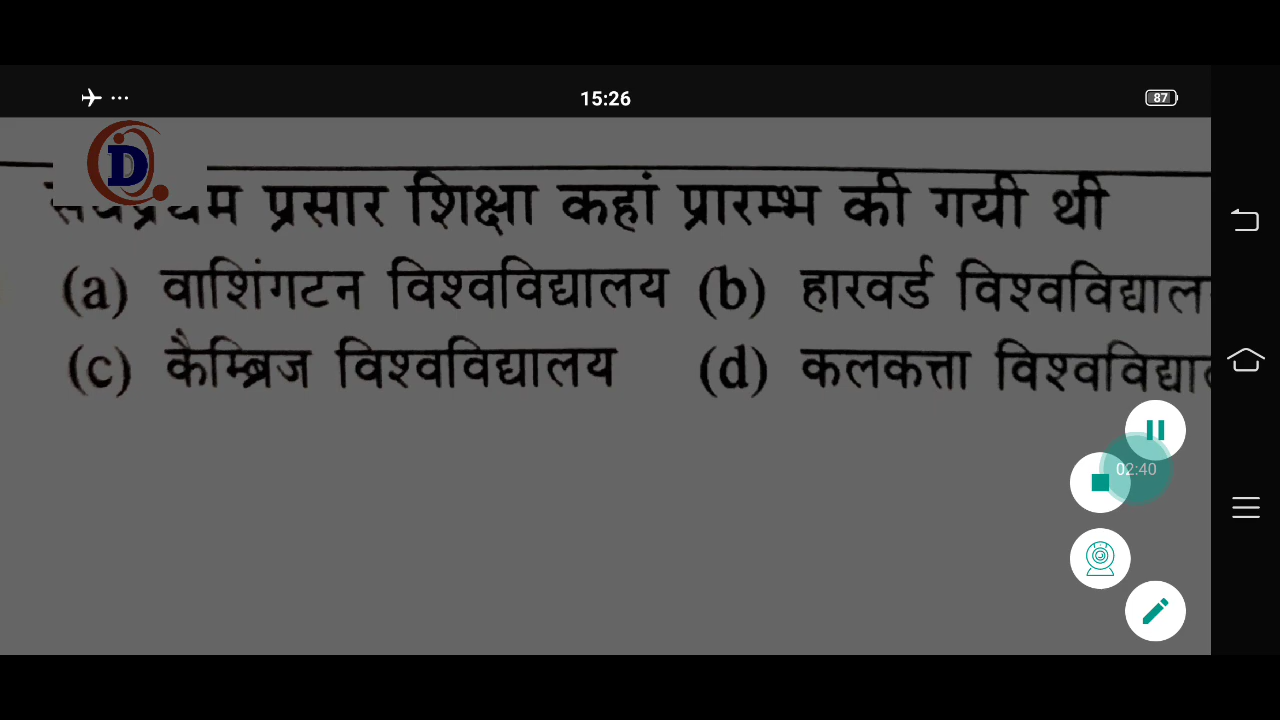 15:26
87
D
प्रसार शिक्षा कहां प्रारम्भ की गयी थी
(a) वाशिंगटन विश्वविद्यालय (b) हारवर्ड
(c) कैम्ब्रिज विश्वविद्यालय (d) कलकत्ता
02:40